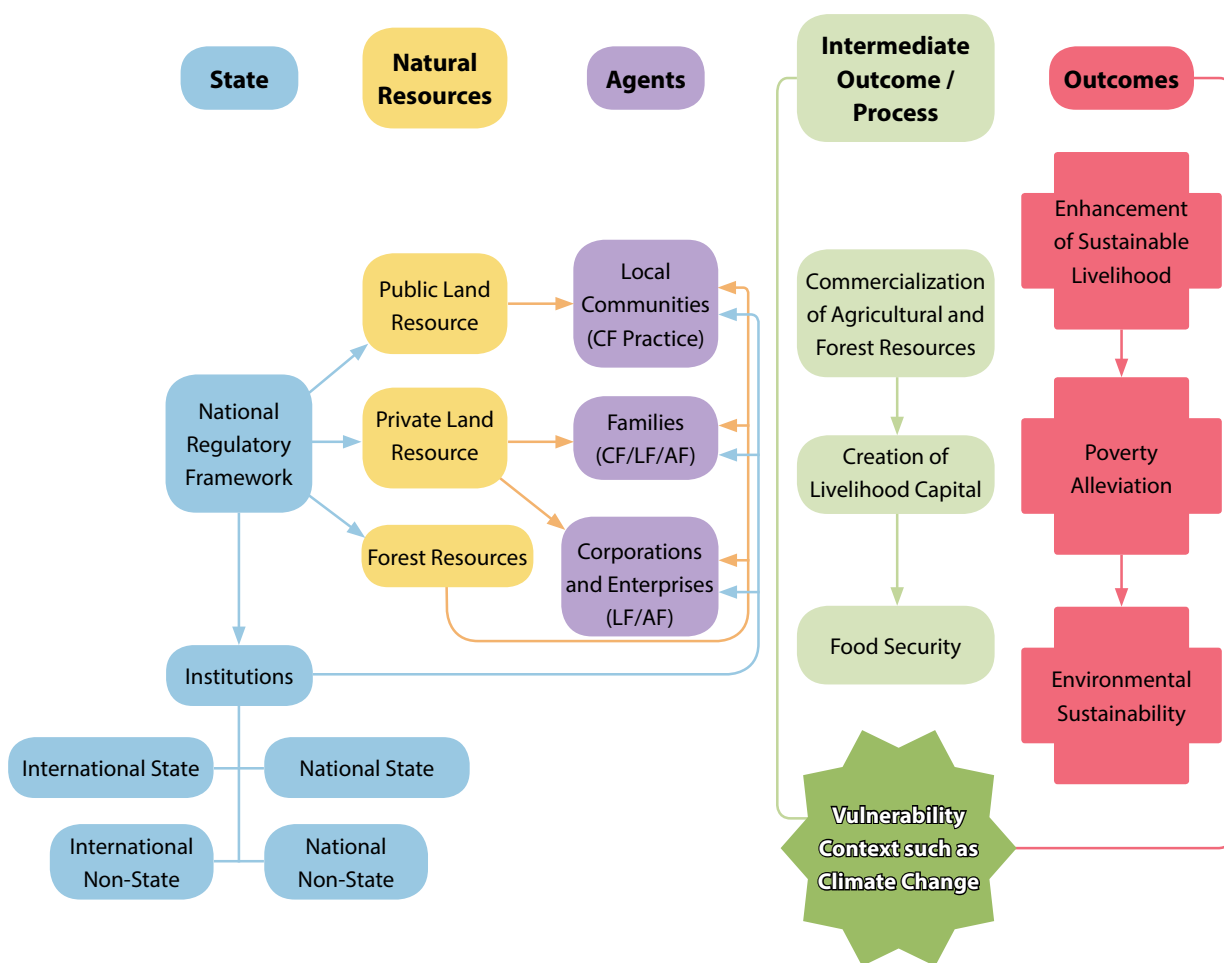 State
Natural
Resources
Agents
Intermediate
Outcome /
Process
Outcomes
Public Land
Resource
Local
Communities
(CF Practice)
National
Regulatory
Framework
Private Land
Resource
Families
(CF/LF/AF)
Forest Resources
Corporations
and Enterprises
(LF/AF)
Institutions
International State
National State
International
Non-State
National
Non-State
Commercialization
of Agricultural and
Forest Resources
Creation of
Livelihood Capital
Food Security
Vulnerability
Context such as
Climate Change
Enhancement
of Sustainable
Livelihood
Poverty
Alleviation
Environmental
Sustainability